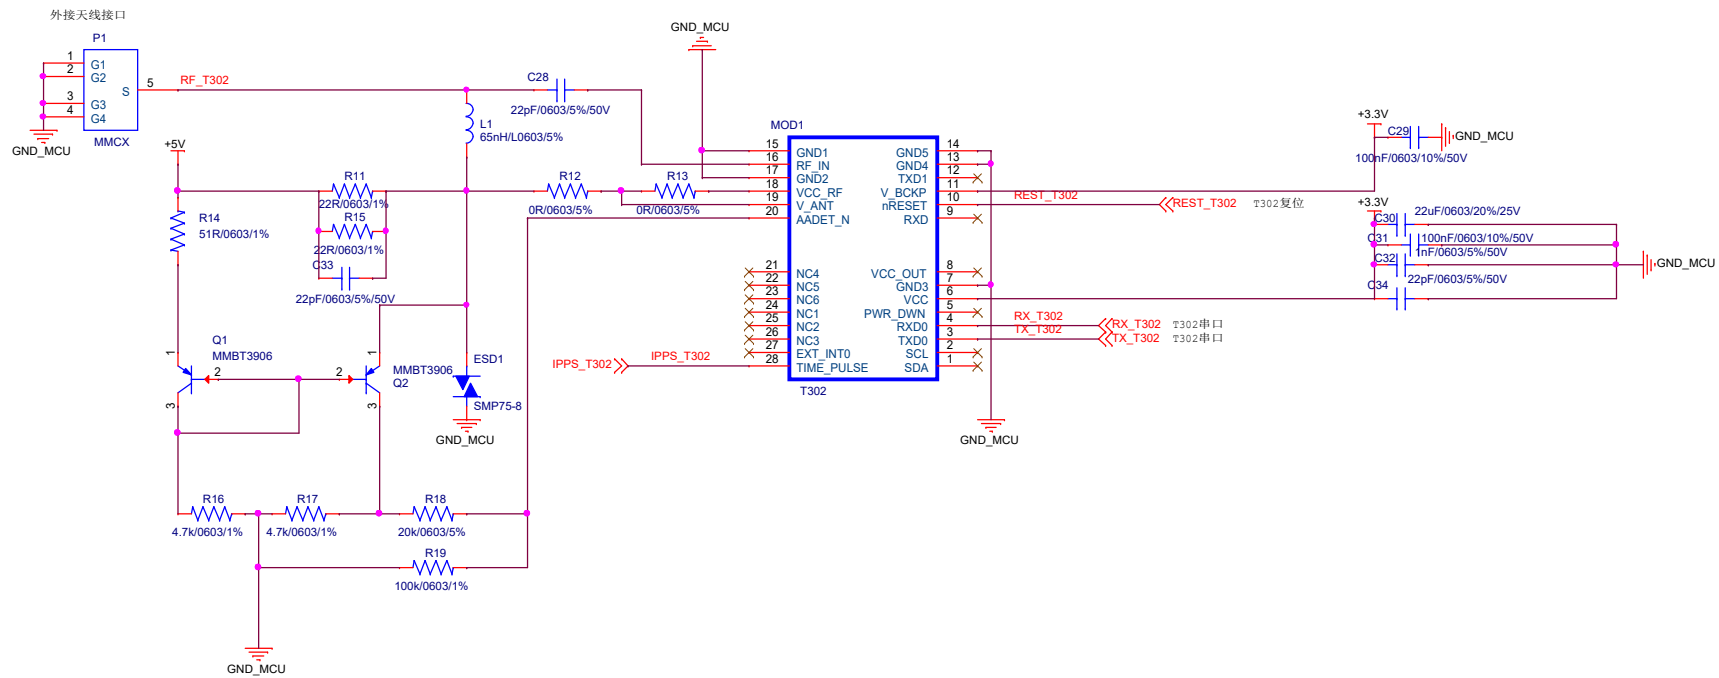 外接天线接口
P1
1
2
3
4
G1
G2
G3
G4
S
5
RF_T302
MMCX
GND_MCU
+5V
C28
22pF/0603/5%/50V
L1
65nH/L0603/5%
GND_MCU
R11
22R/0603/1%
R15
22R/0603/1%
C33
22pF/0603/5%/50V
R14
51R/0603/1%
R12
0R/0603/5%
R13
0R/0603/5%
Q1
MMBT3906
1
2
3
MMBT3906
Q2
1
2
3
ESD1
SMP75-8
GND_MCU
R16
4.7k/0603/1%
R17
4.7k/0603/1%
R18
20k/0603/5%
R19
100k/0603/1%
GND_MCU
MOD1
15 GND1
16 RF_IN
17 GND2
18 VCC_RF
19 V_ANT
20 AADET_N
21 NC4
22 NC5
23 NC6
24 NC1
25 NC2
26 NC3
27 EXT_INT0
28 TIME_PULSE
GND5 14
GND4 13
TXD1 12
V_BCKP 11
nRESET 10
RXD 9
VCC_OUT 8
GND3 7
VCC 6
PWR_DWN 5
RXD0 4
TXD0 3
SCL 2
SDA 1
T302
IPPS_T302
IPPS_T302
REST_T302
REST_T302
T302复位
RX_T302
RX_T302
T302串口
TX_T302
TX_T302
T302串口
GND_MCU
+3.3V
C29
100nF/0603/10%/50V
GND_MCU
+3.3V
C30
22uF/0603/20%/25V
C31
100nF/0603/10%/50V
C32
1nF/0603/5%/50V
C34
22pF/0603/5%/50V
GND_MCU